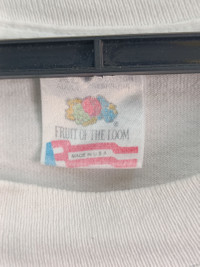 FRUIT OF THE LOOM
®
MADE IN U.S.A.